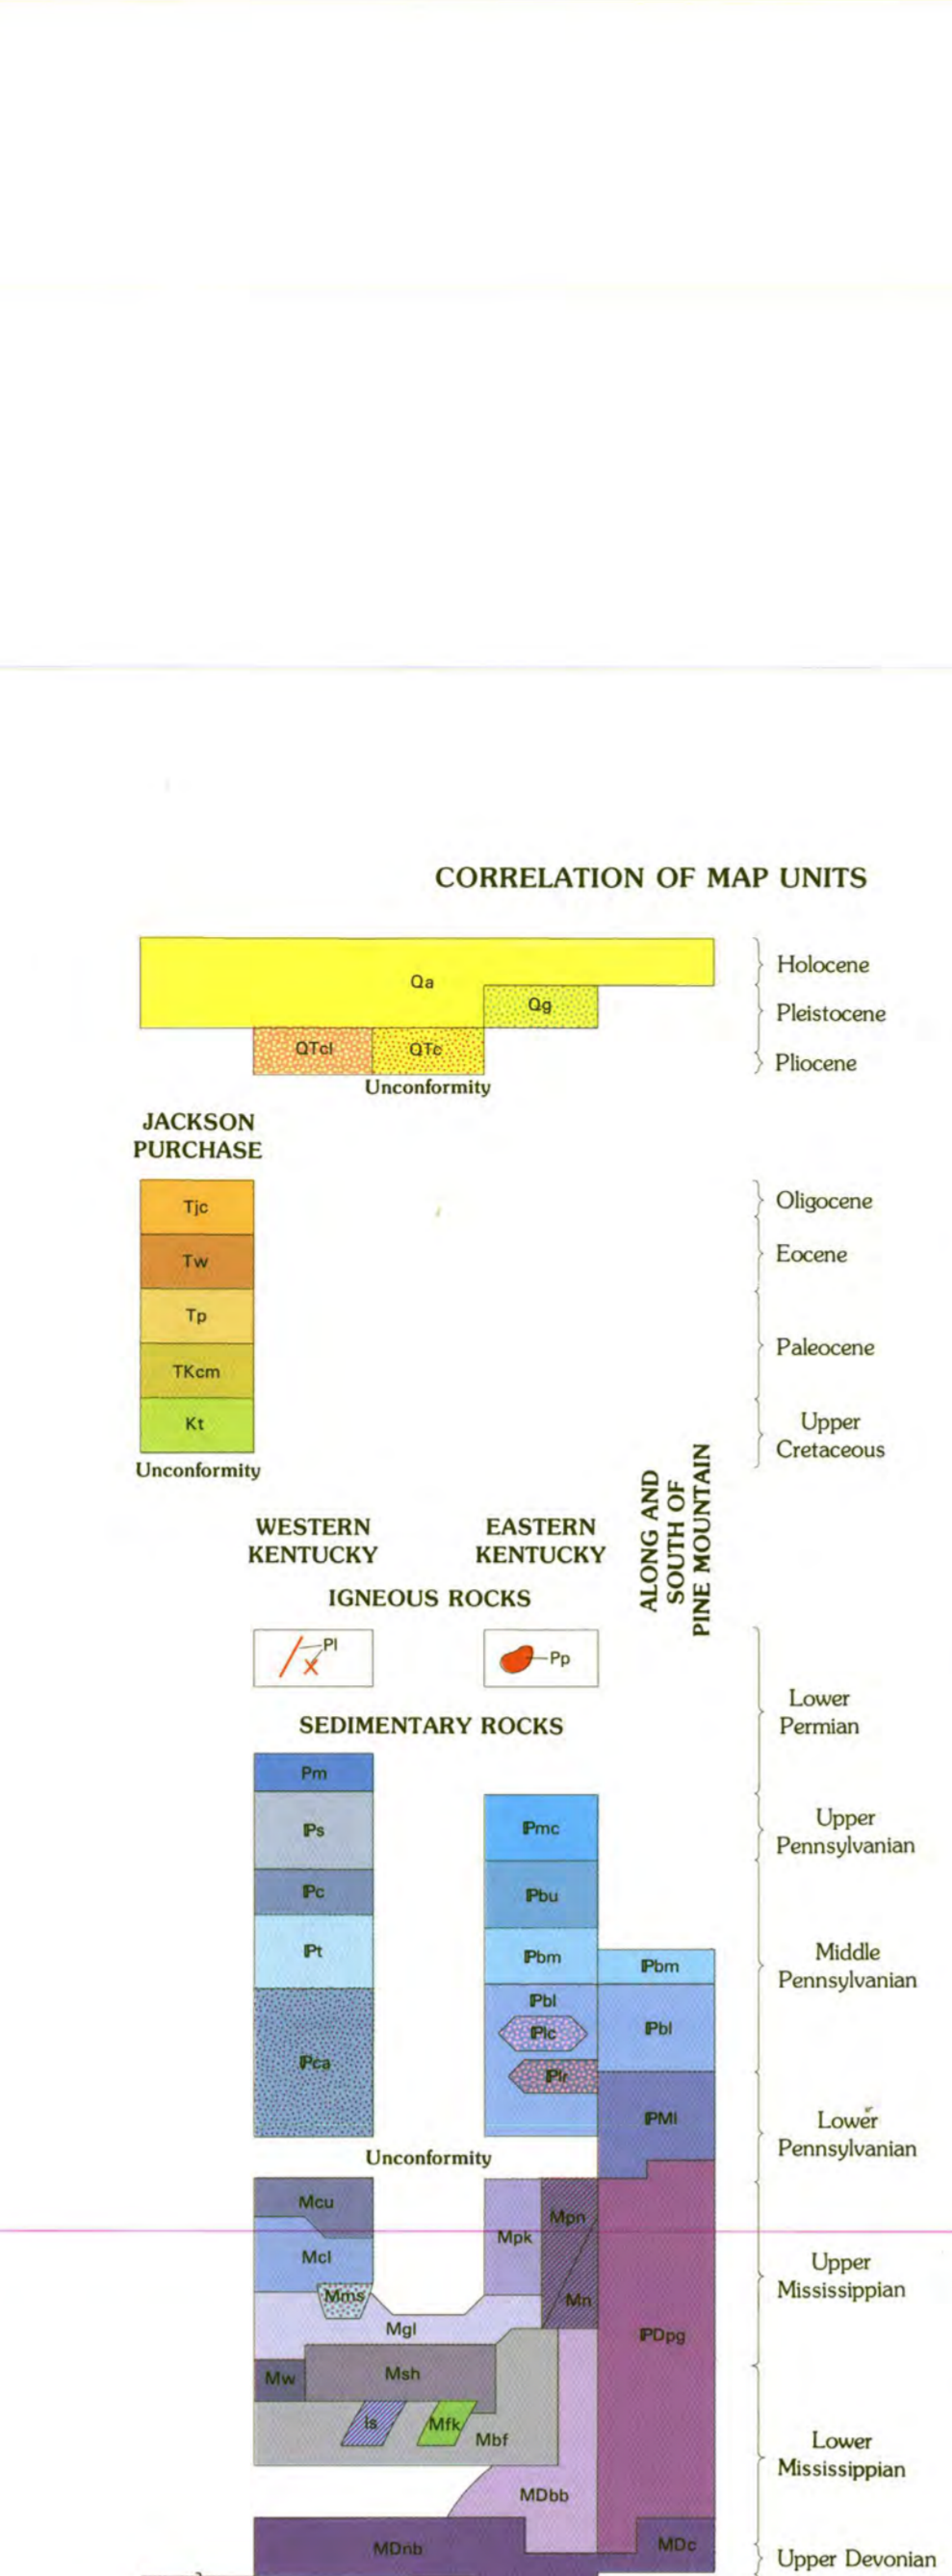 CORRELATION OF MAP UNITS
Qa
Holocene
Qg
Pleistocene
QTcl
QTc
Pliocene
Unconformity
JACKSON
PURCHASE
Tjc
Oligocene
Tw
Eocene
Tp
Paleocene
TKcm
Kt
Upper
Cretaceous
Unconformity
ALONG AND
SOUTH OF
PINE MOUNTAIN
WESTERN
KENTUCKY
EASTERN
KENTUCKY
IGNEOUS ROCKS
Pl
Pp
Lower
Permian
SEDIMENTARY ROCKS
Pm
ℙs
ℙmc
Upper
Pennsylvanian
ℙc
ℙbu
ℙt
ℙbm
ℙbm
Middle
Pennsylvanian
ℙbl
ℙlc
ℙbl
ℙca
ℙlr
ℙMl
Lower
Pennsylvanian
Unconformity
Mcu
Mpn
Mpk
Mcl
Upper
Mississippian
Mms
Mn
Mgl
ℙDpg
Msh
Mw
ls
Mfk
Mbf
Lower
Mississippian
MDbb
MDnb
MDc
Upper Devonian